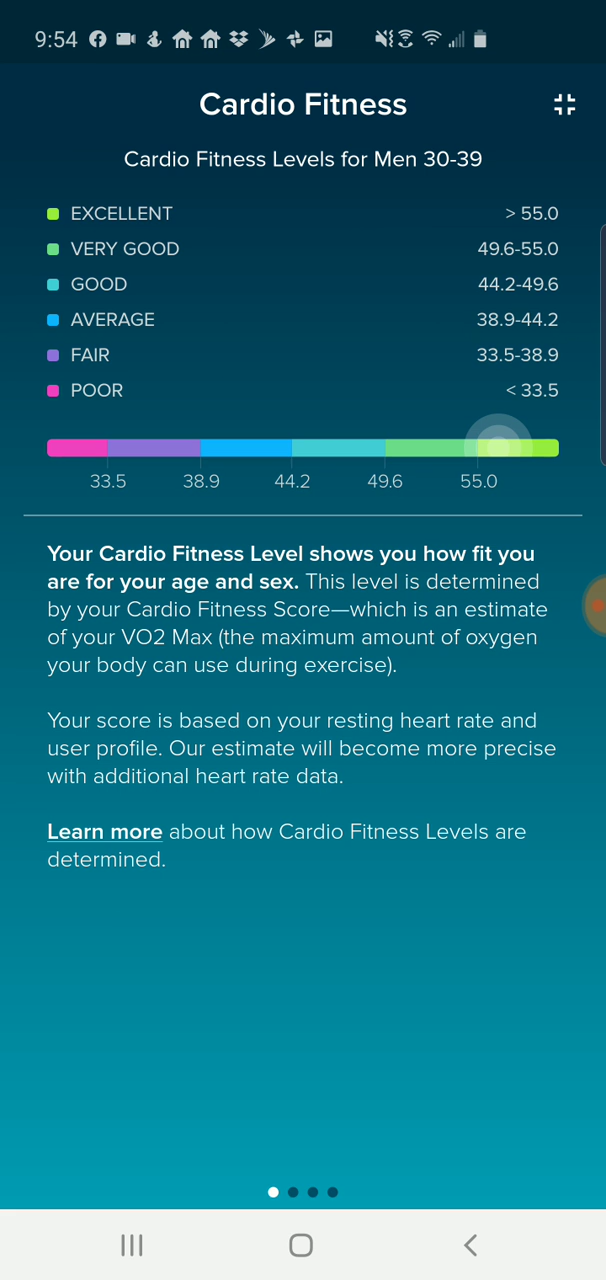 9:54
Cardio Fitness
Cardio Fitness Levels for Men 30-39
EXCELLENT > 55.0
VERY GOOD 49.6-55.0
GOOD 44.2-49.6
AVERAGE 38.9-44.2
FAIR 33.5-38.9
POOR < 33.5
33.5 38.9 44.2 49.6 55.0
Your Cardio Fitness Level shows you how fit you
are for your age and sex. This level is determined
by your Cardio Fitness Score—which is an estimate
of your VO2 Max (the maximum amount of oxygen
your body can use during exercise).
Your score is based on your resting heart rate and
user profile. Our estimate will become more precise
with additional heart rate data.
Learn more about how Cardio Fitness Levels are
determined.